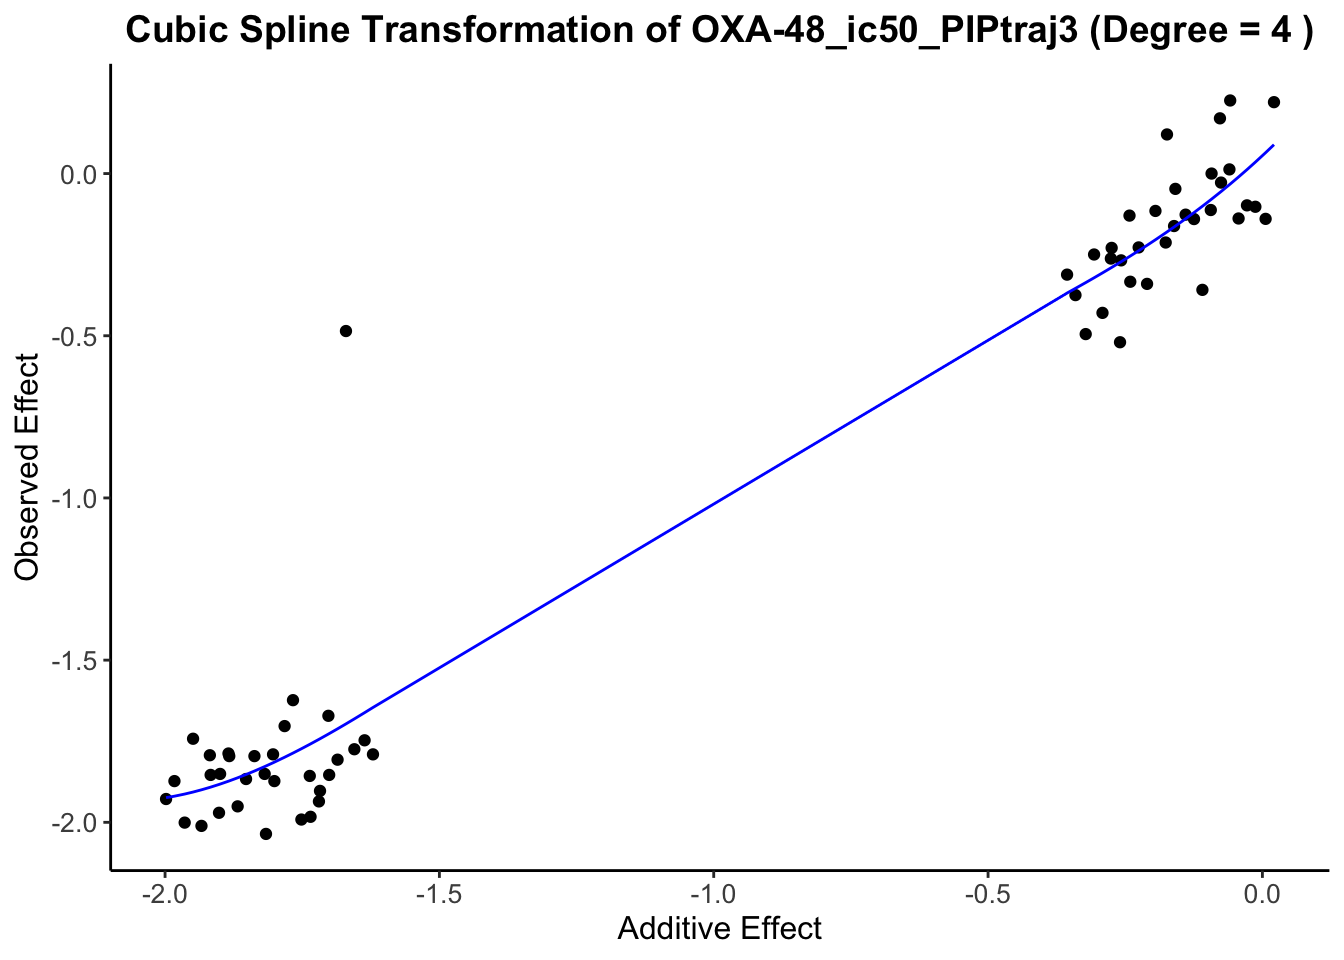 Cubic Spline Transformation of OXA-48_ic50_PIPtraj3 (Degree = 4 )
Observed Effect
0.0
-0.5
-1.0
-1.5
-2.0
-2.0 -1.5 -1.0 -0.5 0.0
Additive Effect